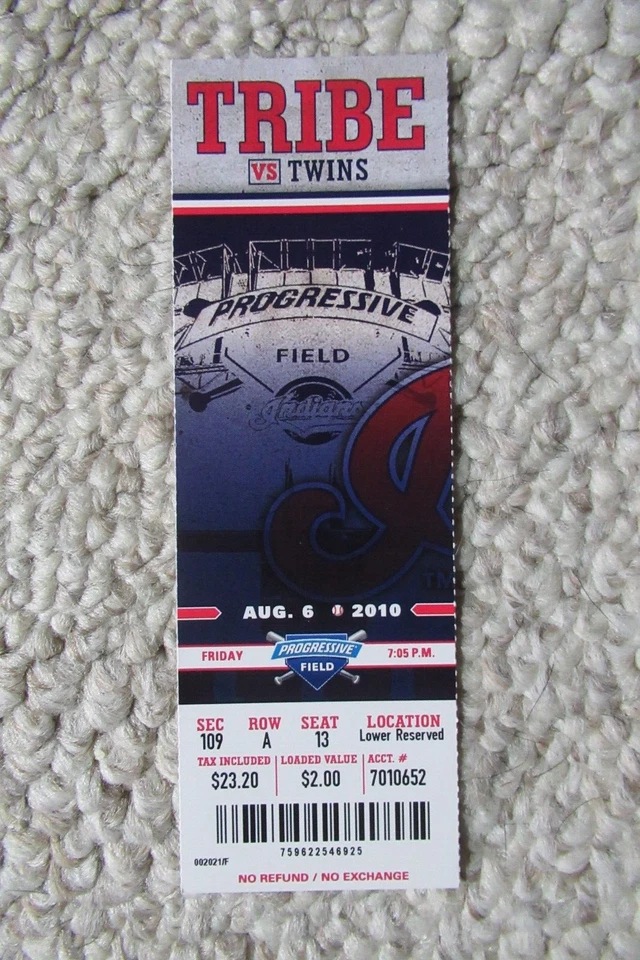 TRIBE
VS TWINS
PROGRESSIVE
FIELD
Indians
TM
AUG. 6 2010
FRIDAY PROGRESSIVE FIELD 7:05 P.M.
SEC ROW SEAT LOCATION
109 A 13 Lower Reserved
TAX INCLUDED LOADED VALUE ACCT. #
$23.20 $2.00 7010652
759622546925
002021/F
NO REFUND / NO EXCHANGE